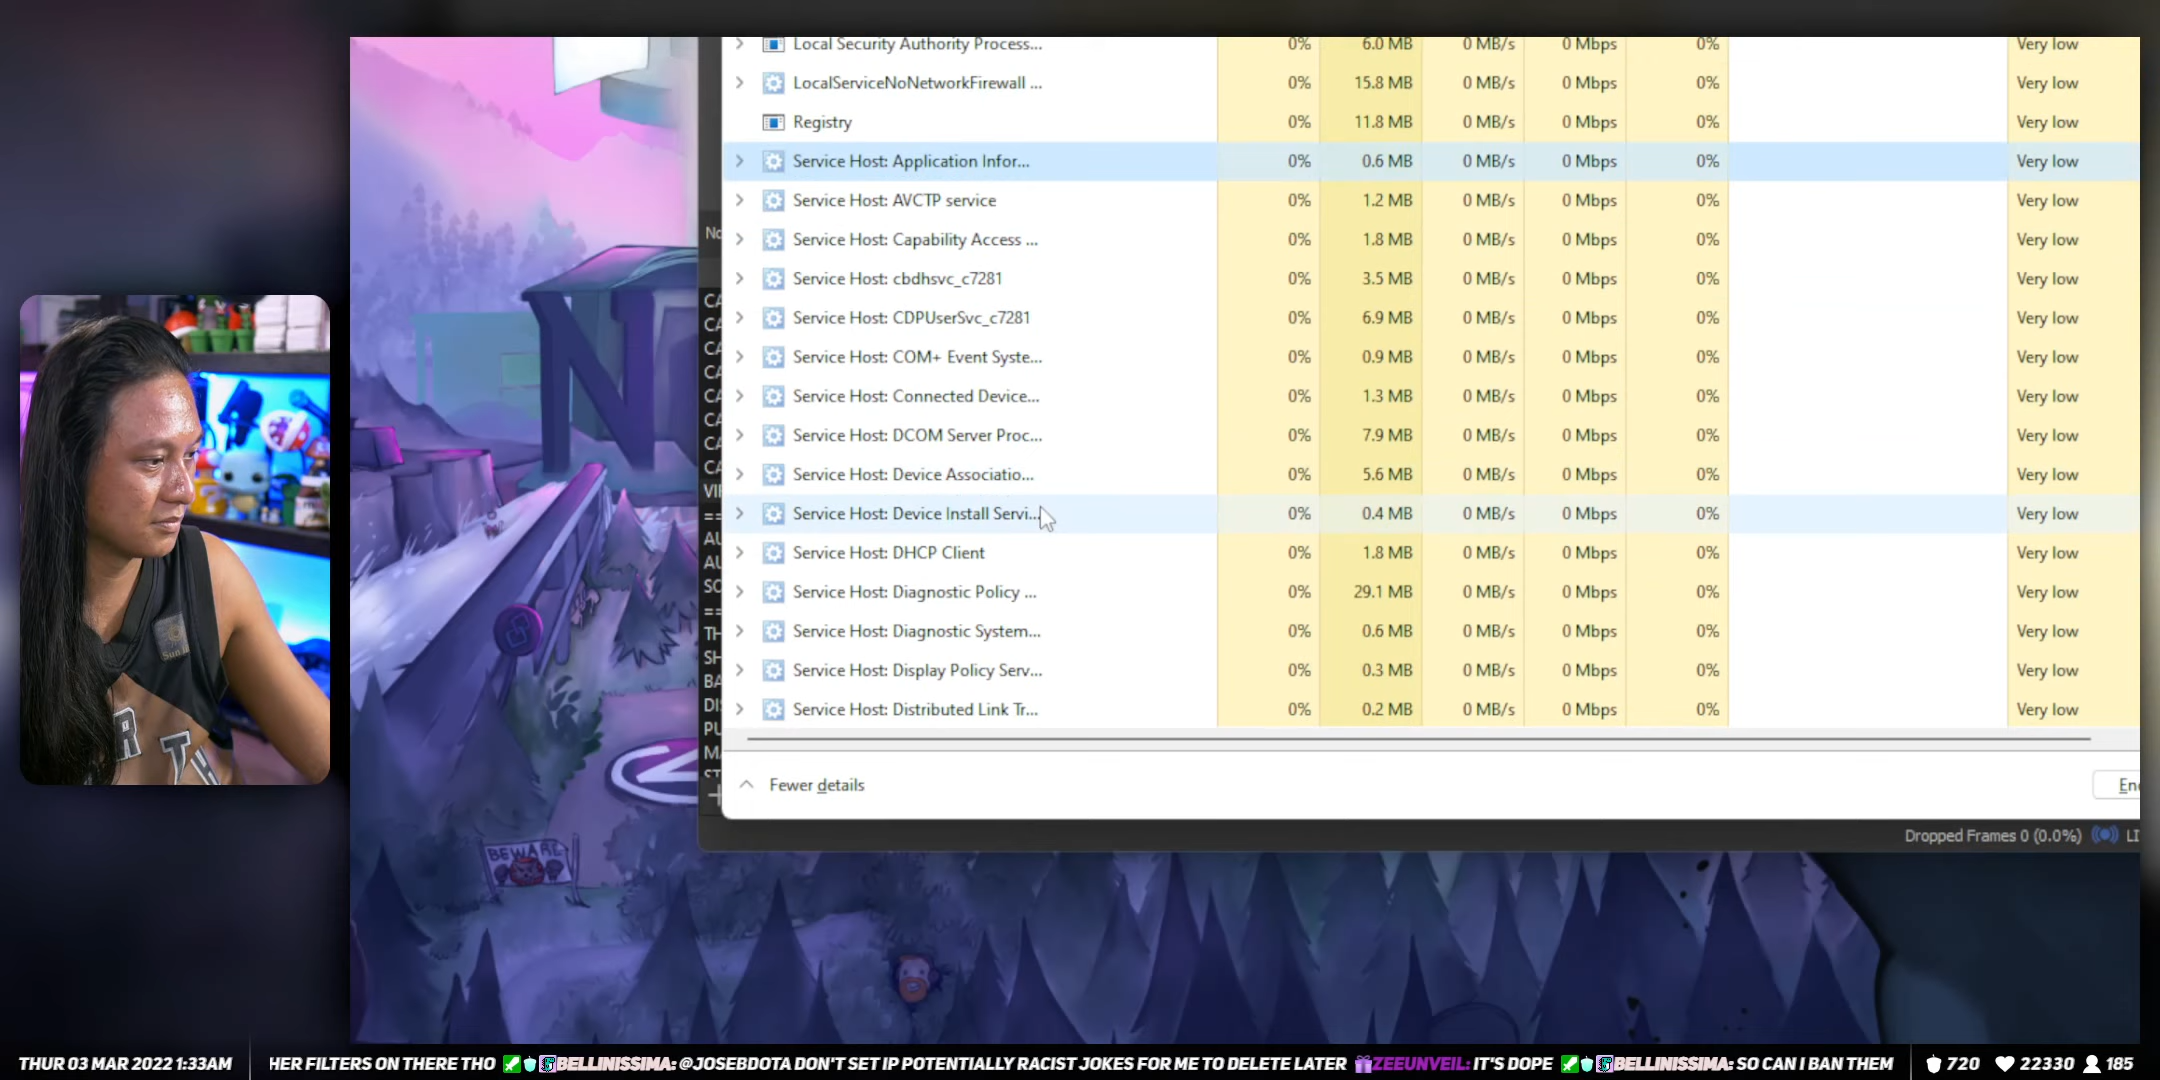 Local Security Authority Process... 0% 6.0 MB 0 MB/s 0 Mbps 0% Very low
LocalServiceNoNetworkFirewall ... 0% 15.8 MB 0 MB/s 0 Mbps 0% Very low
Registry 0% 11.8 MB 0 MB/s 0 Mbps 0% Very low
Service Host: Application Infor... 0% 0.6 MB 0 MB/s 0 Mbps 0% Very low
Service Host: AVCTP service 0% 1.2 MB 0 MB/s 0 Mbps 0% Very low
Service Host: Capability Access ... 0% 1.8 MB 0 MB/s 0 Mbps 0% Very low
Service Host: cbdhsvc_c7281 0% 3.5 MB 0 MB/s 0 Mbps 0% Very low
Service Host: CDPUserSvc_c7281 0% 6.9 MB 0 MB/s 0 Mbps 0% Very low
Service Host: COM+ Event Syste... 0% 0.9 MB 0 MB/s 0 Mbps 0% Very low
Service Host: Connected Device... 0% 1.3 MB 0 MB/s 0 Mbps 0% Very low
Service Host: DCOM Server Proc... 0% 7.9 MB 0 MB/s 0 Mbps 0% Very low
Service Host: Device Associatio... 0% 5.6 MB 0 MB/s 0 Mbps 0% Very low
Service Host: Device Install Servi... 0% 0.4 MB 0 MB/s 0 Mbps 0% Very low
Service Host: DHCP Client 0% 1.8 MB 0 MB/s 0 Mbps 0% Very low
Service Host: Diagnostic Policy ... 0% 29.1 MB 0 MB/s 0 Mbps 0% Very low
Service Host: Diagnostic System... 0% 0.6 MB 0 MB/s 0 Mbps 0% Very low
Service Host: Display Policy Serv... 0% 0.3 MB 0 MB/s 0 Mbps 0% Very low
Service Host: Distributed Link Tr... 0% 0.2 MB 0 MB/s 0 Mbps 0% Very low
Fewer details
Dropped Frames 0 (0.0%)
BEWARE
THUR 03 MAR 2022 1:33AM HER FILTERS ON THERE THO BELLINISSIMA: @JOSEBDOTA DON'T SET IP POTENTIALLY RACIST JOKES FOR ME TO DELETE LATER ZEEUNVEIL: IT'S DOPE BELLINISSIMA: SO CAN I BAN THEM 720 22330 185